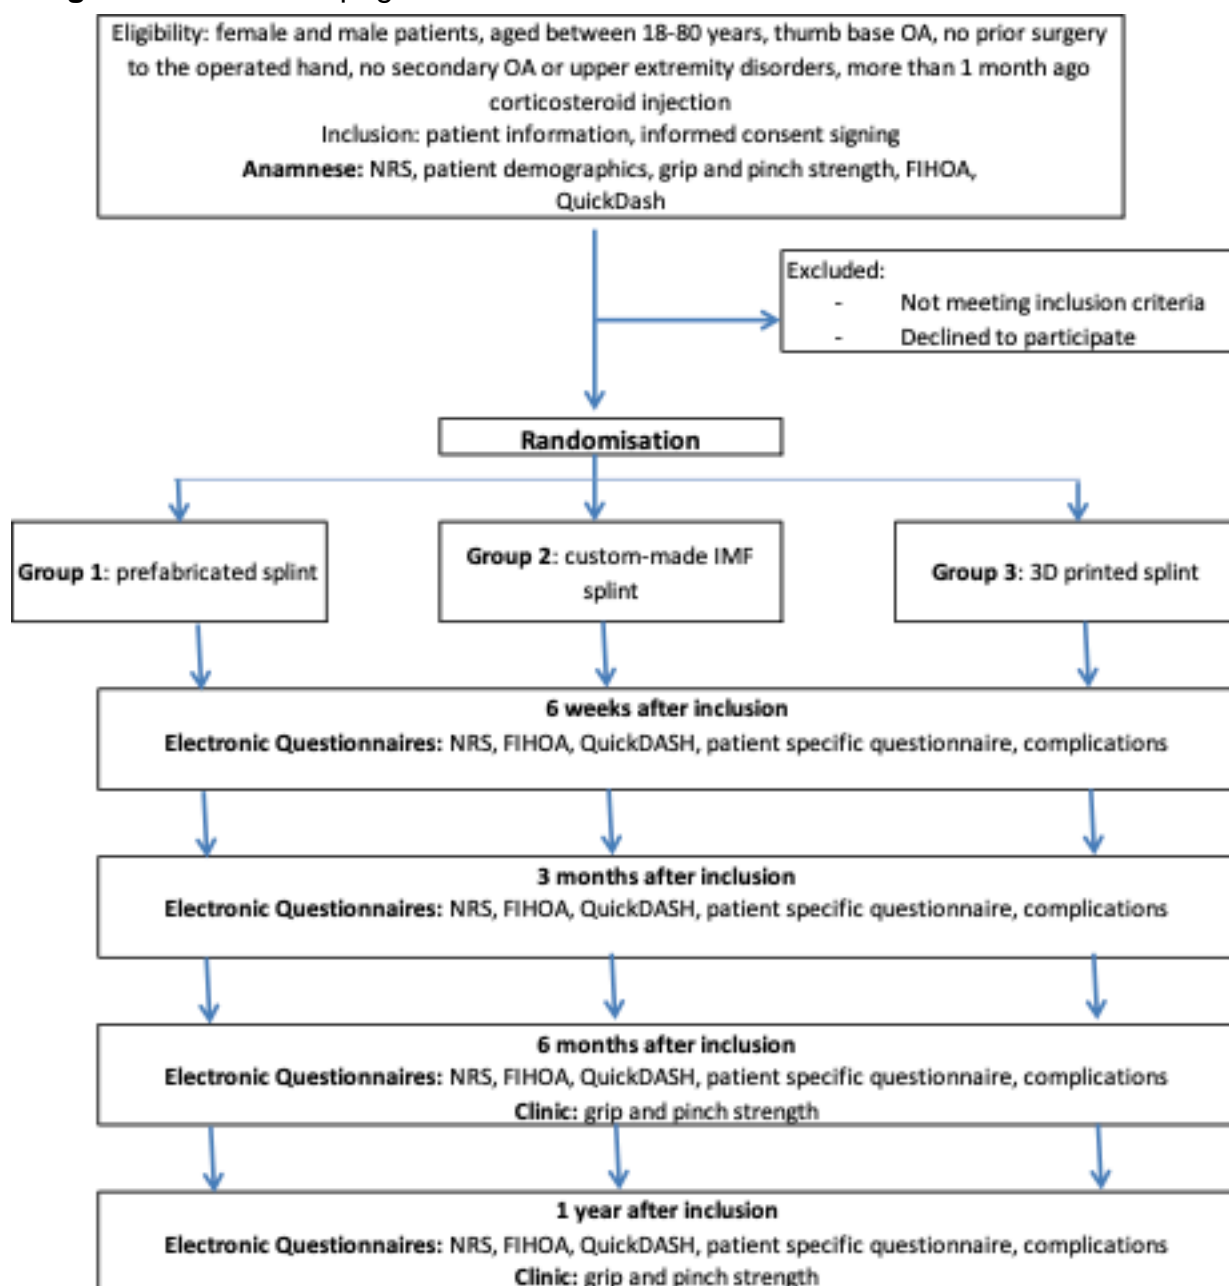 Eligibility: female and male patients, aged between 18-80 years, thumb base OA, no prior surgery
to the operated hand, no secondary OA or upper extremity disorders, more than 1 month ago
corticosteroid injection
Inclusion: patient information, informed consent signing
Anamnese: NRS, patient demographics, grip and pinch strength, FIHOA,
QuickDash
Excluded:
- Not meeting inclusion criteria
- Declined to participate
Randomisation
Group 1: prefabricated splint
Group 2: custom-made IMF
splint
Group 3: 3D printed splint
6 weeks after inclusion
Electronic Questionnaires: NRS, FIHOA, QuickDASH, patient specific questionnaire, complications
3 months after inclusion
Electronic Questionnaires: NRS, FIHOA, QuickDASH, patient specific questionnaire, complications
6 months after inclusion
Electronic Questionnaires: NRS, FIHOA, QuickDASH, patient specific questionnaire, complications
Clinic: grip and pinch strength
1 year after inclusion
Electronic Questionnaires: NRS, FIHOA, QuickDASH, patient specific questionnaire, complications
Clinic: grip and pinch strength